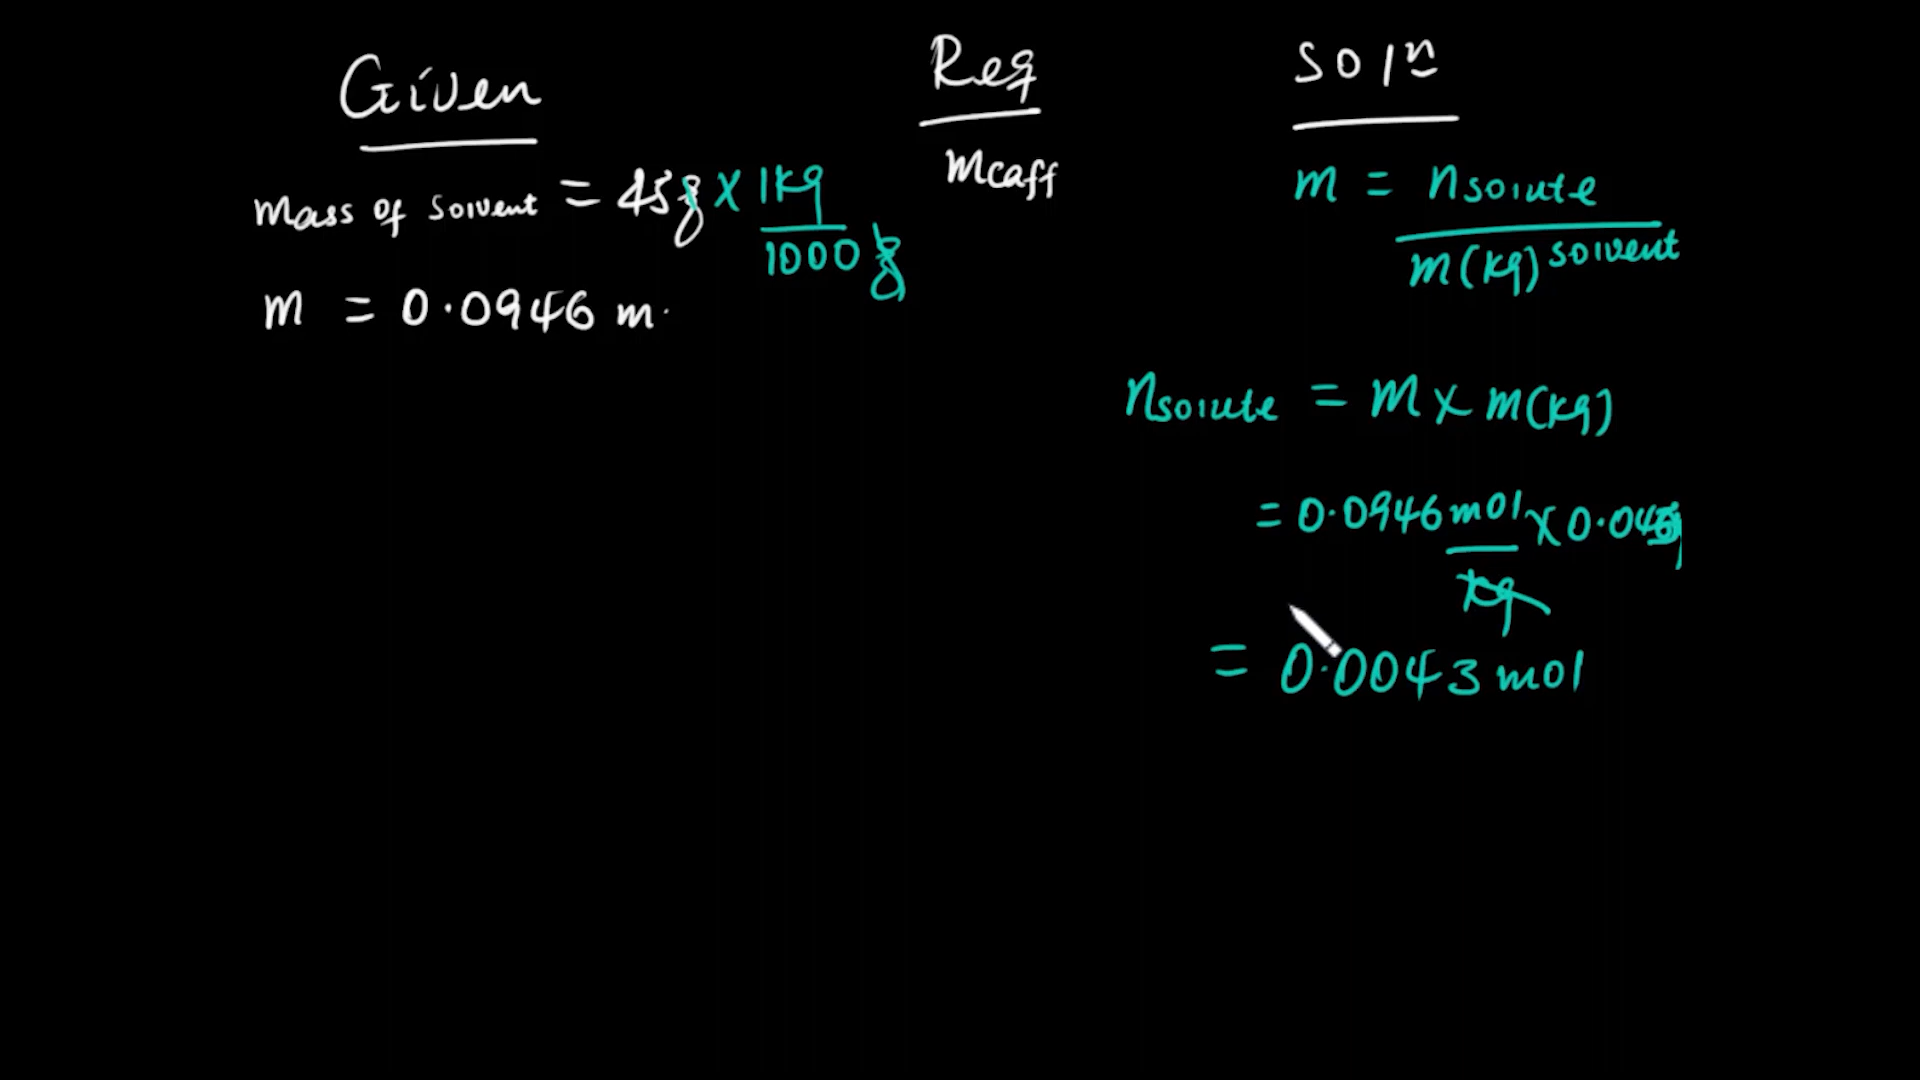 Given
Req
soln
mass of solvent = 45g x 1kg
1000 g
mcaff
m = nsolute
m(kg) solvent
m = 0.0946 m.
nsolute = m x m(kg)
= 0.0946 mol x 0.045
kg
= 0.0043 mol